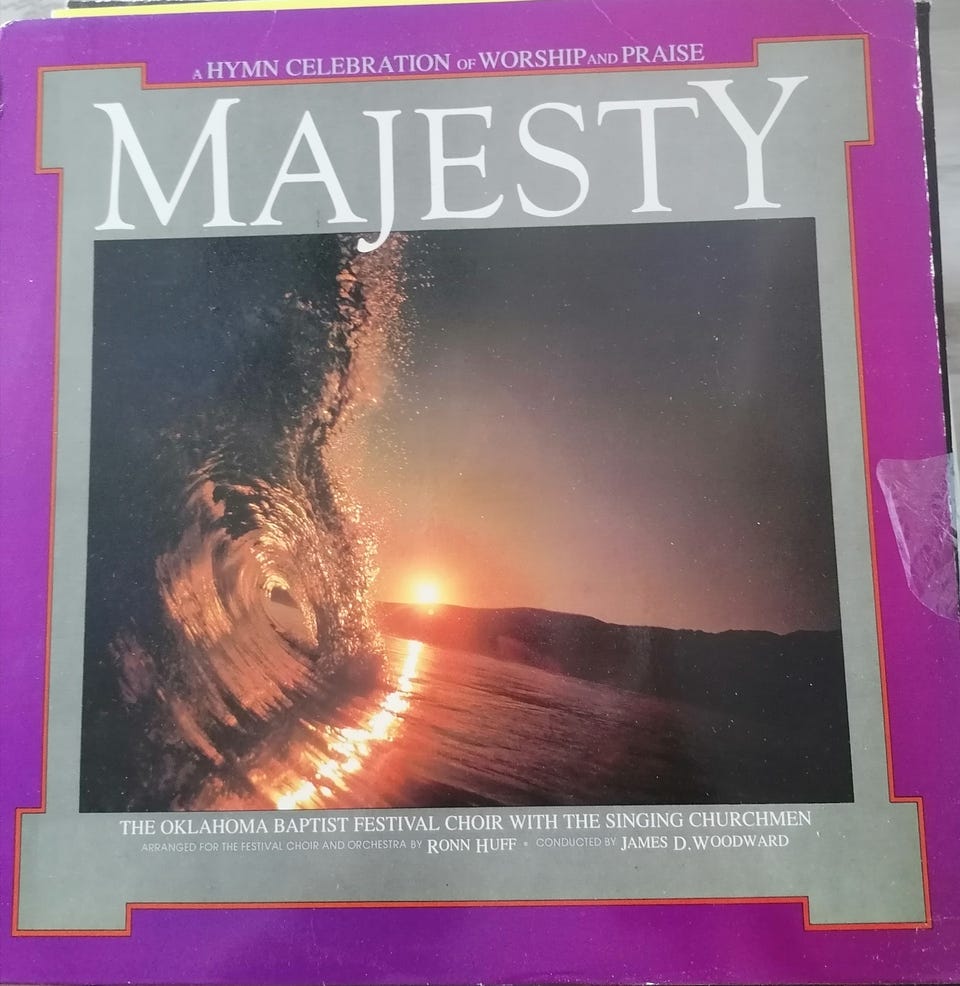 A HYMN CELEBRATION OF WORSHIP AND PRAISE
MAJESTY
THE OKLAHOMA BAPTIST FESTIVAL CHOIR WITH THE SINGING CHURCHMEN
ARRANGED FOR THE FESTIVAL CHOIR AND ORCHESTRA BY RONN HUFF • CONDUCTED BY JAMES D. WOODWARD